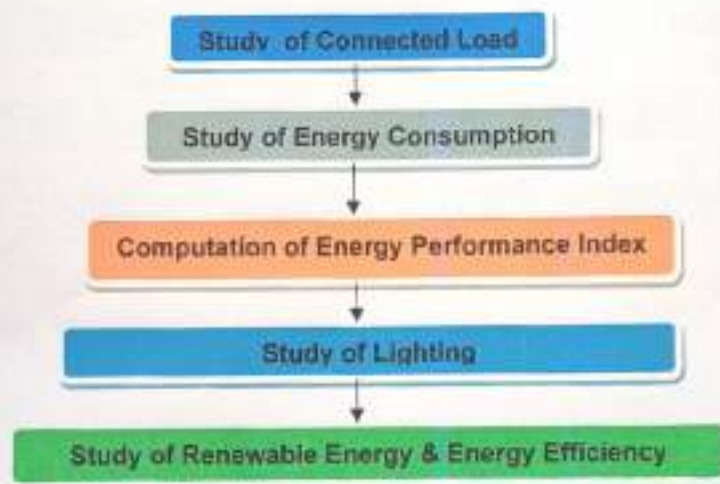 Study of Connected Load
Study of Energy Consumption
Computation of Energy Performance Index
Study of Lighting
Study of Renewable Energy & Energy Efficiency